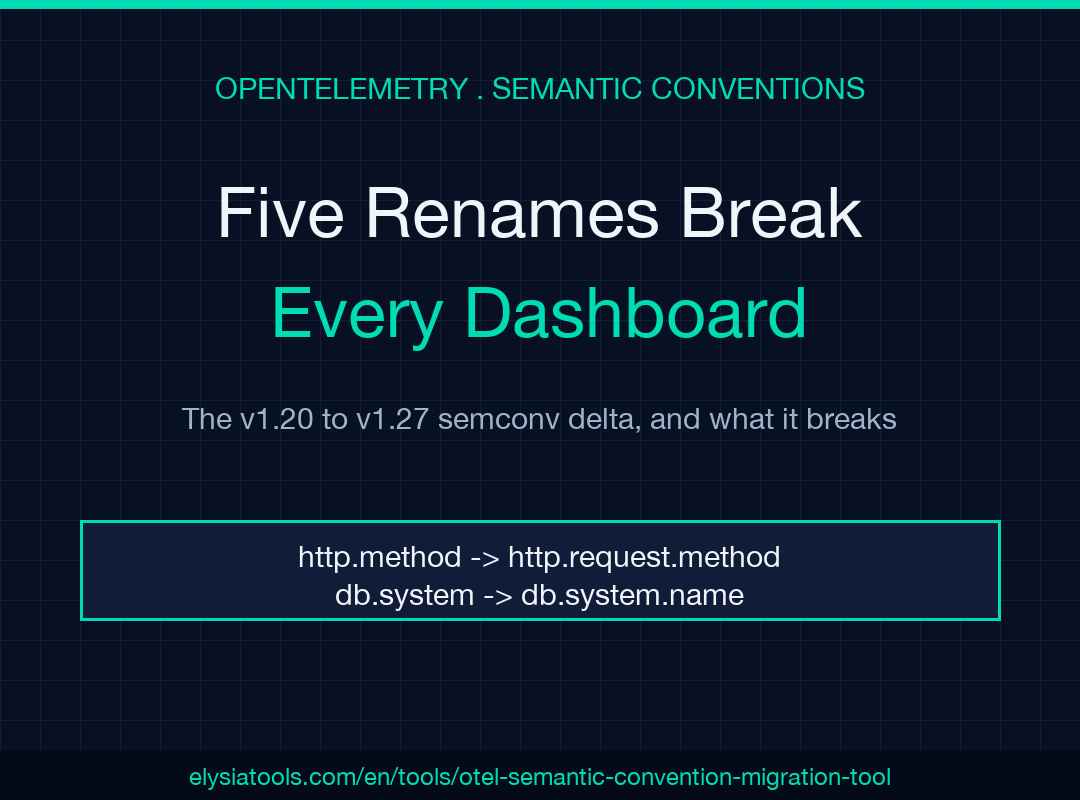 OPENTELEMETRY . SEMANTIC CONVENTIONS
Five Renames Break
Every Dashboard
The v1.20 to v1.27 semconv delta, and what it breaks
http.method -> http.request.method
db.system -> db.system.name
elysiatools.com/en/tools/otel-semantic-convention-migration-tool